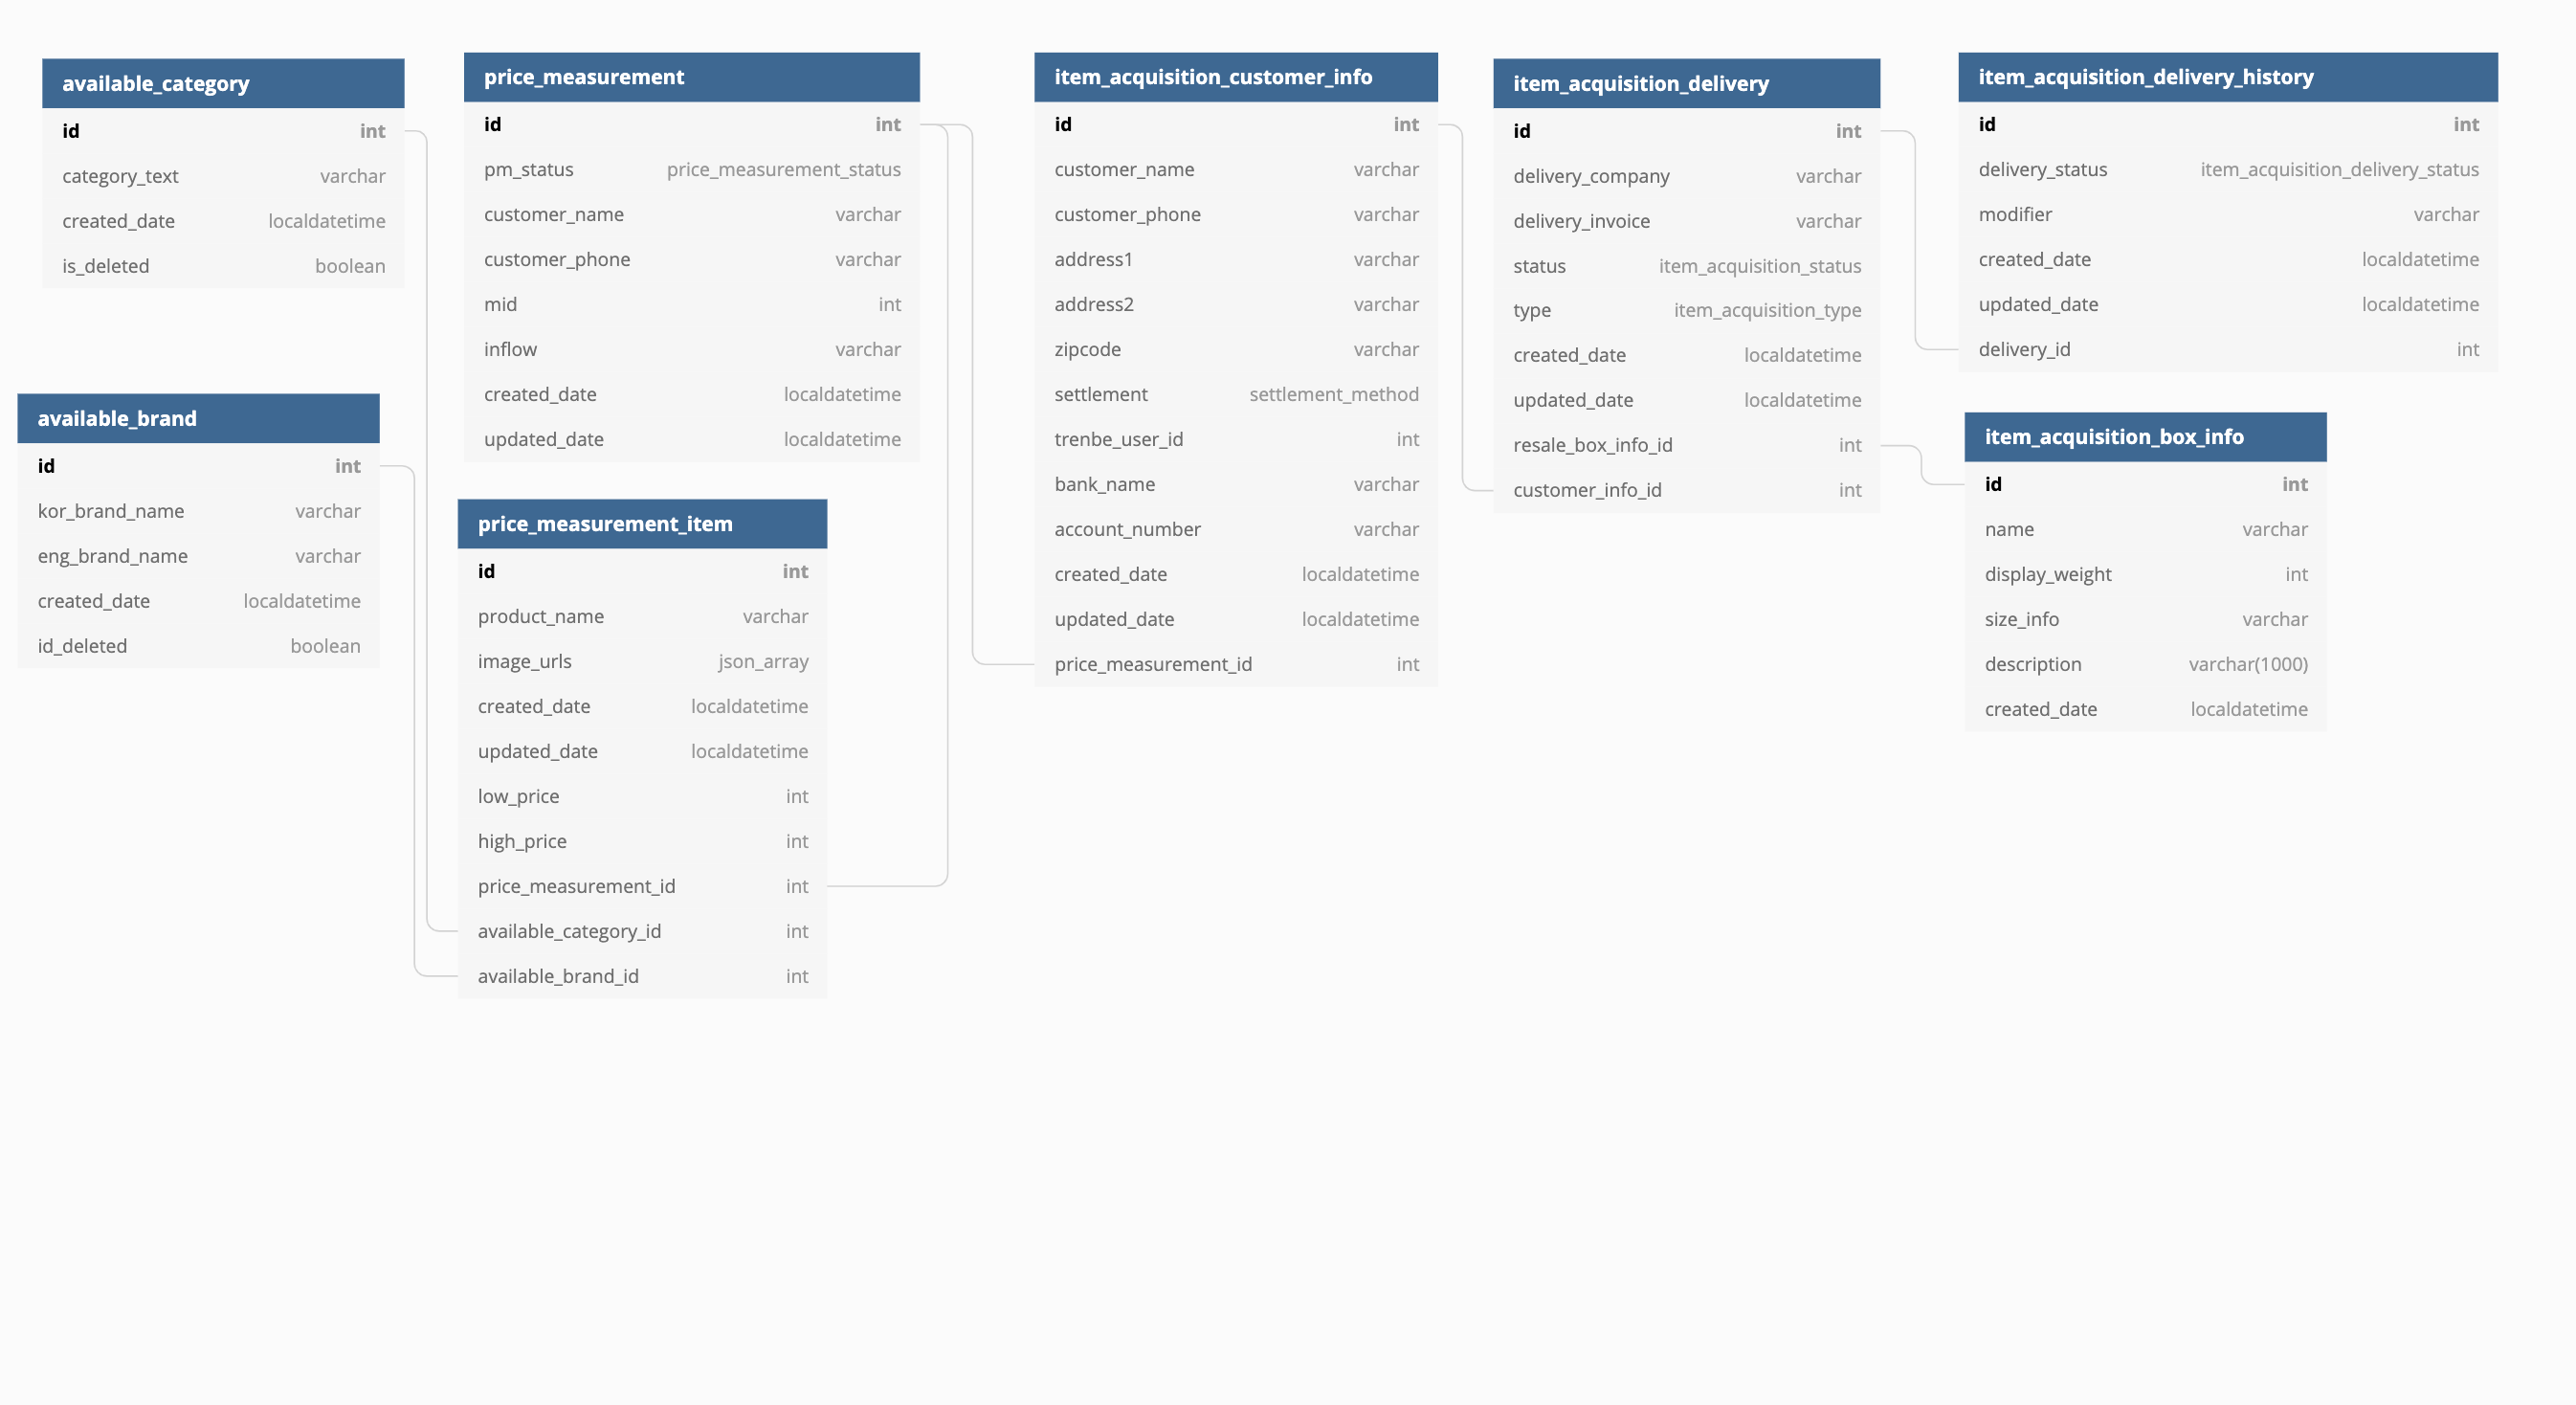 available_category
id int
category_text varchar
created_date localdatetime
is_deleted boolean
available_brand
id int
kor_brand_name varchar
eng_brand_name varchar
created_date localdatetime
id_deleted boolean
price_measurement
id int
pm_status price_measurement_status
customer_name varchar
customer_phone varchar
mid int
inflow varchar
created_date localdatetime
updated_date localdatetime
price_measurement_item
id int
product_name varchar
image_urls json_array
created_date localdatetime
updated_date localdatetime
low_price int
high_price int
price_measurement_id int
available_category_id int
available_brand_id int
item_acquisition_customer_info
id int
customer_name varchar
customer_phone varchar
address1 varchar
address2 varchar
zipcode varchar
settlement settlement_method
trenbe_user_id int
bank_name varchar
account_number varchar
created_date localdatetime
updated_date localdatetime
price_measurement_id int
item_acquisition_delivery
id int
delivery_company varchar
delivery_invoice varchar
status item_acquisition_status
type item_acquisition_type
created_date localdatetime
updated_date localdatetime
resale_box_info_id int
customer_info_id int
item_acquisition_delivery_history
id int
delivery_status item_acquisition_delivery_status
modifier varchar
created_date localdatetime
updated_date localdatetime
delivery_id int
item_acquisition_box_info
id int
name varchar
display_weight int
size_info varchar
description varchar(1000)
created_date localdatetime